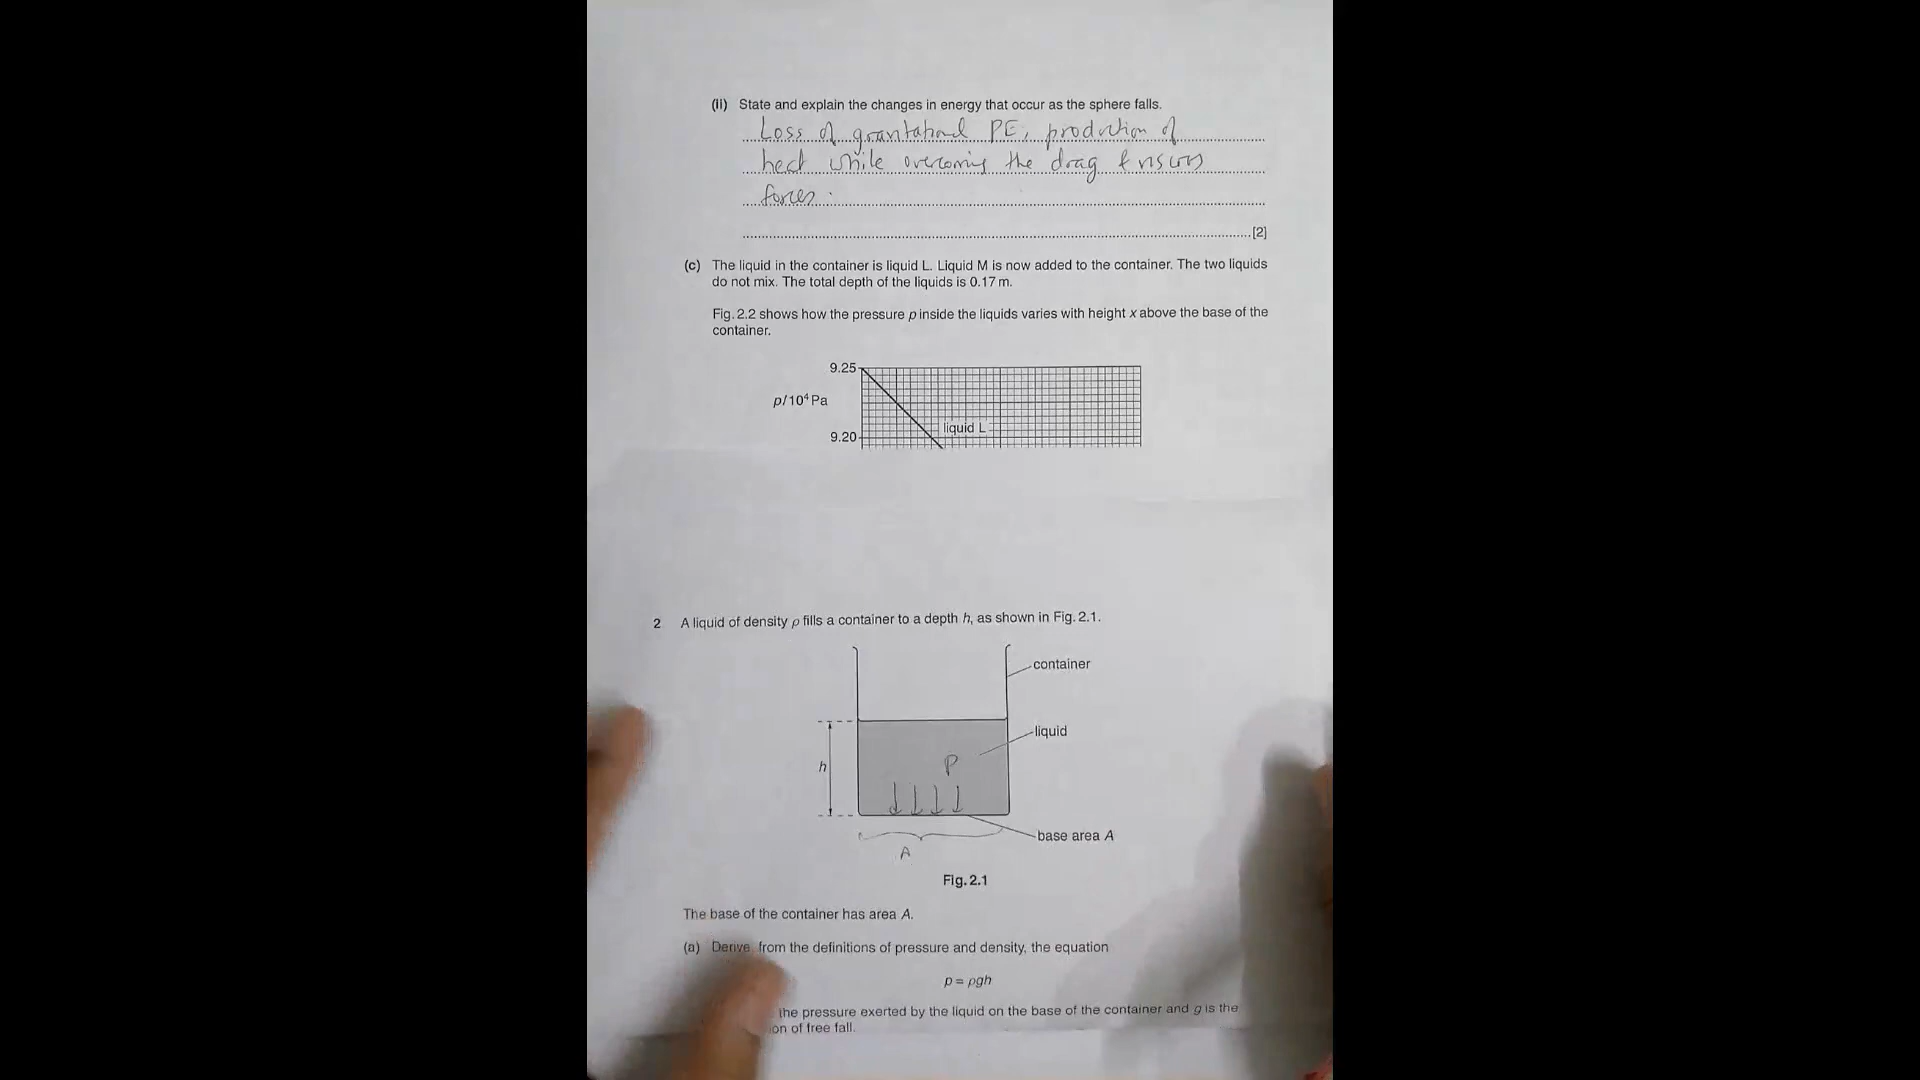 (ii) State and explain the changes in energy that occur as the sphere falls.
Loss of gravitational PE, production of
heat while overcoming the drag & viscous
forces.
[2]
(c) The liquid in the container is liquid L. Liquid M is now added to the container. The two liquids
do not mix. The total depth of the liquids is 0.17 m.
Fig. 2.2 shows how the pressure p inside the liquids varies with height x above the base of the
container.
9.25
p/10⁴ Pa
liquid L
9.20
2 A liquid of density ρ fills a container to a depth h, as shown in Fig. 2.1.
container
liquid
P
h
base area A
A
Fig. 2.1
The base of the container has area A.
(a) Derive, from the definitions of pressure and density, the equation
p = ρgh
the pressure exerted by the liquid on the base of the container and g is the
of free fall.